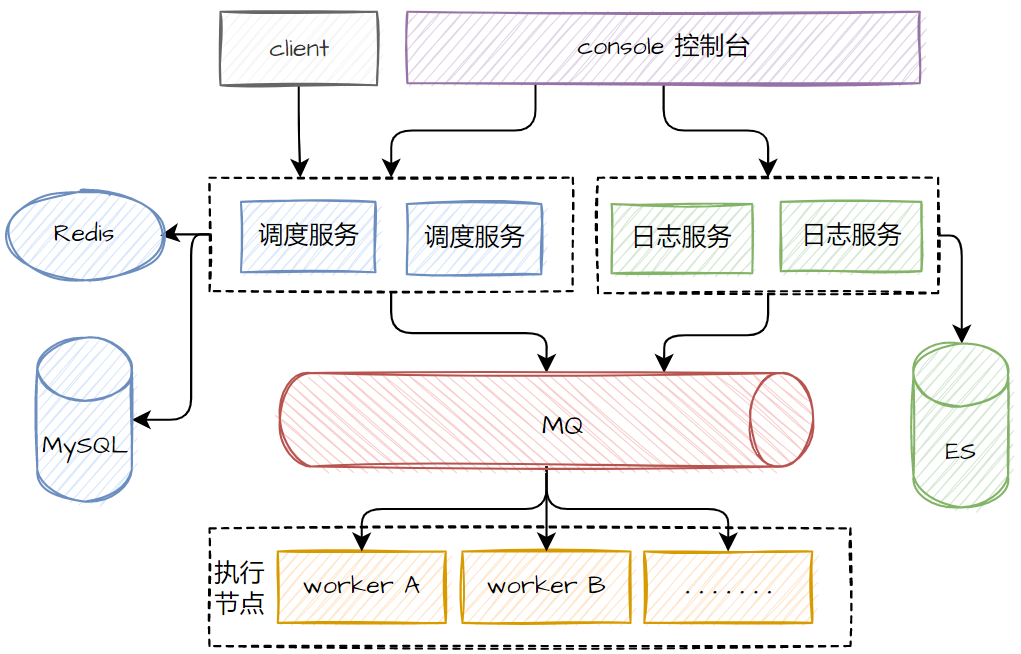 client
console 控制台
Redis
调度服务
调度服务
日志服务
日志服务
MySQL
MQ
ES
执行
节点
worker A
worker B
.......